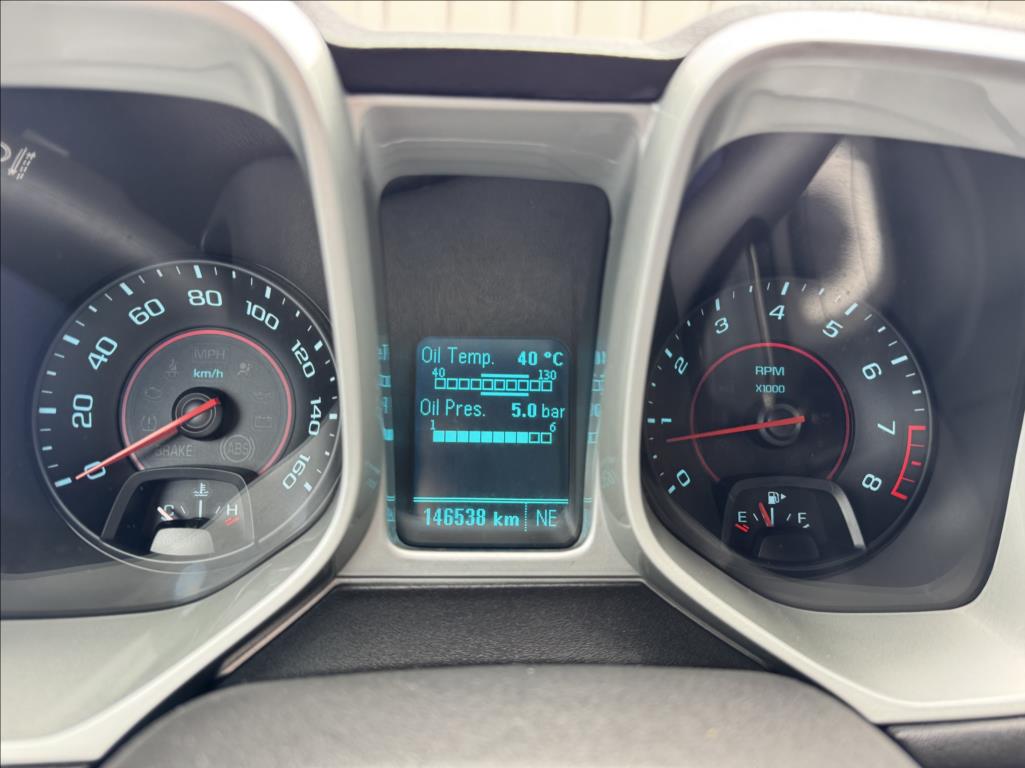 0
20
40
60
80
100
120
140
160
MPH
km/h
BRAKE
ABS
C
H
Oil Temp. 40 °C
40 130
Oil Pres. 5.0 bar
1 6
146538 km NE
0
1
2
3
4
5
6
7
8
RPM
X1000
E
F